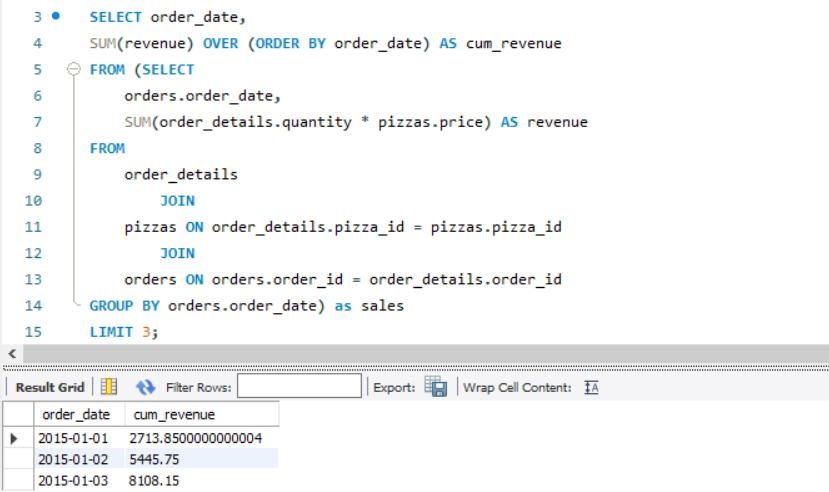 3 SELECT order_date,
4 SUM(revenue) OVER (ORDER BY order_date) AS cum_revenue
5 FROM (SELECT
6 orders.order_date,
7 SUM(order_details.quantity * pizzas.price) AS revenue
8 FROM
9 order_details
10 JOIN
11 pizzas ON order_details.pizza_id = pizzas.pizza_id
12 JOIN
13 orders ON orders.order_id = order_details.order_id
14 GROUP BY orders.order_date) as sales
15 LIMIT 3;
Result Grid Filter Rows: Export: Wrap Cell Content: IA
order_date cum_revenue
2015-01-01 2713.8500000000004
2015-01-02 5445.75
2015-01-03 8108.15